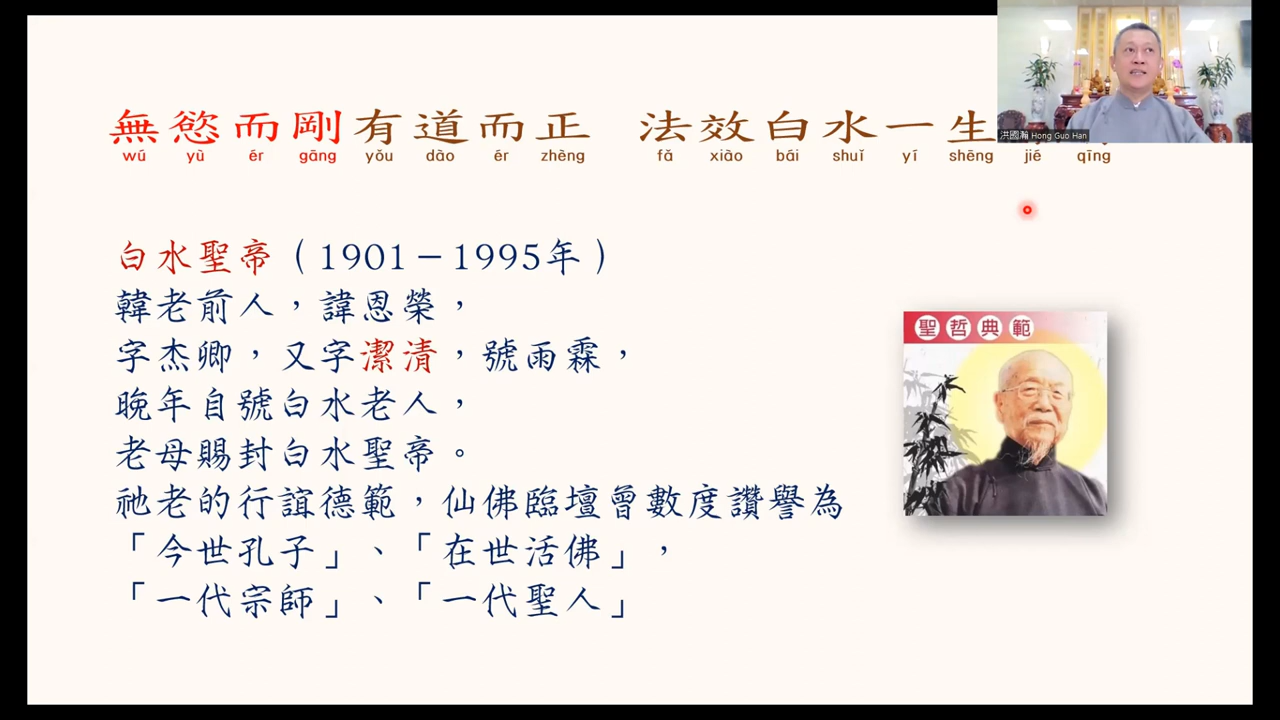 無慾而剛有道而正 法效白水一生
wú yù ér gāng yǒu dào ér zhèng fǎ xiào bái shuǐ yí shēng jié qīng
洪國瀚 Hong Guo Han
白水聖帝（1901－1995年）
韓老前人，諱恩榮，
字杰卿，又字潔清，號雨霖，
晚年自號白水老人，
老母賜封白水聖帝。
祂老的行誼德範，仙佛臨壇曾數度讚譽為
「今世孔子」、「在世活佛」，
「一代宗師」、「一代聖人」
聖哲典範